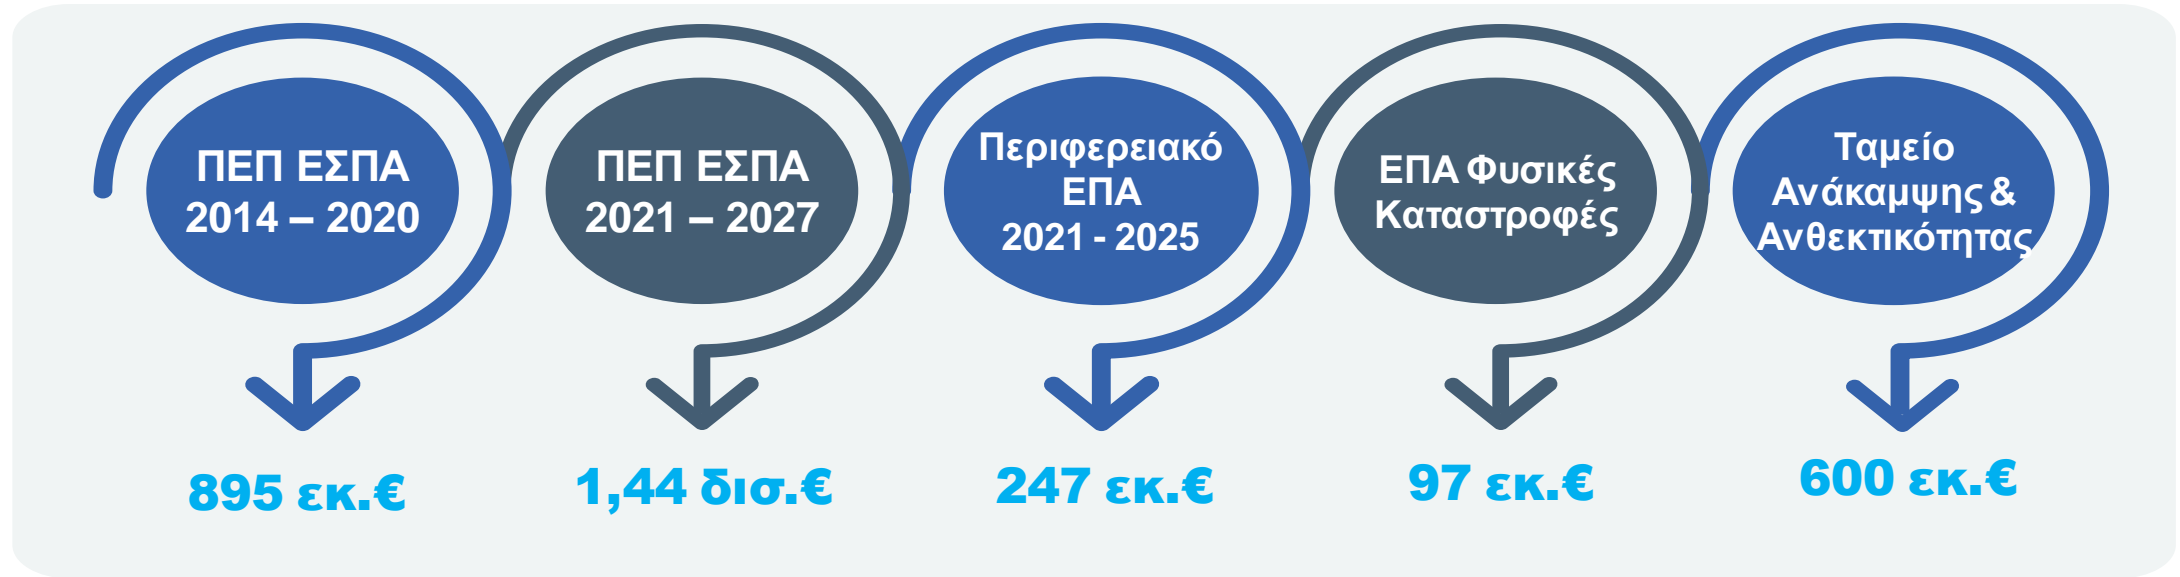 ΠΕΠ ΕΣΠΑ
2014 – 2020
ΠΕΠ ΕΣΠΑ
2021 – 2027
Περιφερειακό
ΕΠΑ
2021 - 2025
ΕΠΑ Φυσικές
Καταστροφές
Ταμείο
Ανάκαμψης &
Ανθεκτικότητας
895 εκ.€
1,44 δισ.€
247 εκ.€
97 εκ.€
600 εκ.€